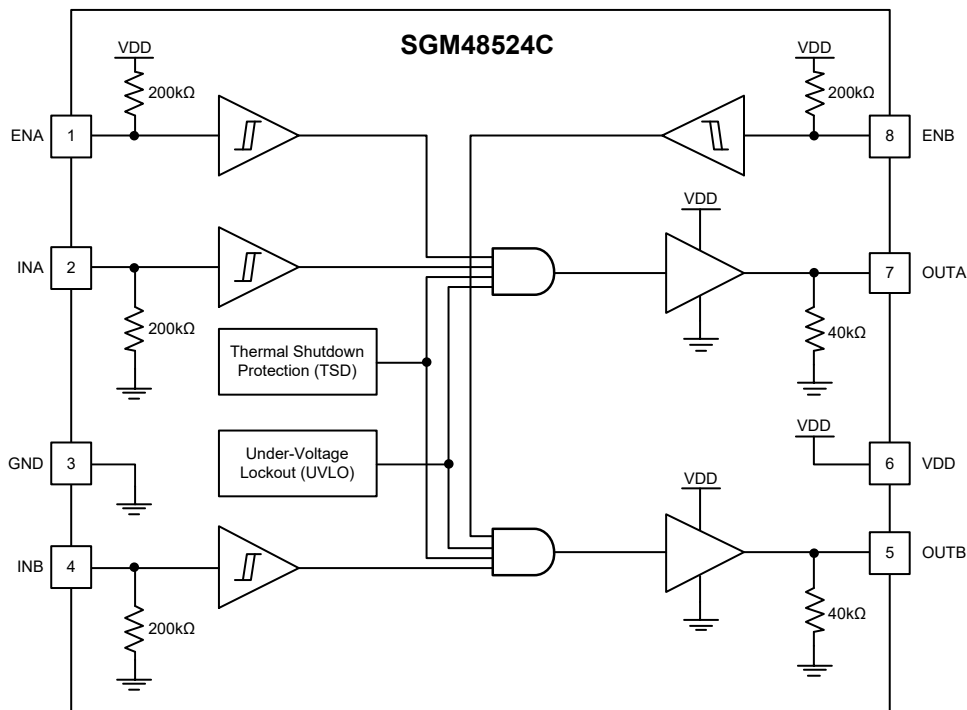 SGM48524C
VDD
200kΩ
ENA
1
VDD
200kΩ
8
ENB
INA
2
200kΩ
VDD
7
OUTA
40kΩ
Thermal Shutdown
Protection (TSD)
GND
3
Under-Voltage
Lockout (UVLO)
VDD
6
VDD
INB
4
200kΩ
VDD
5
OUTB
40kΩ